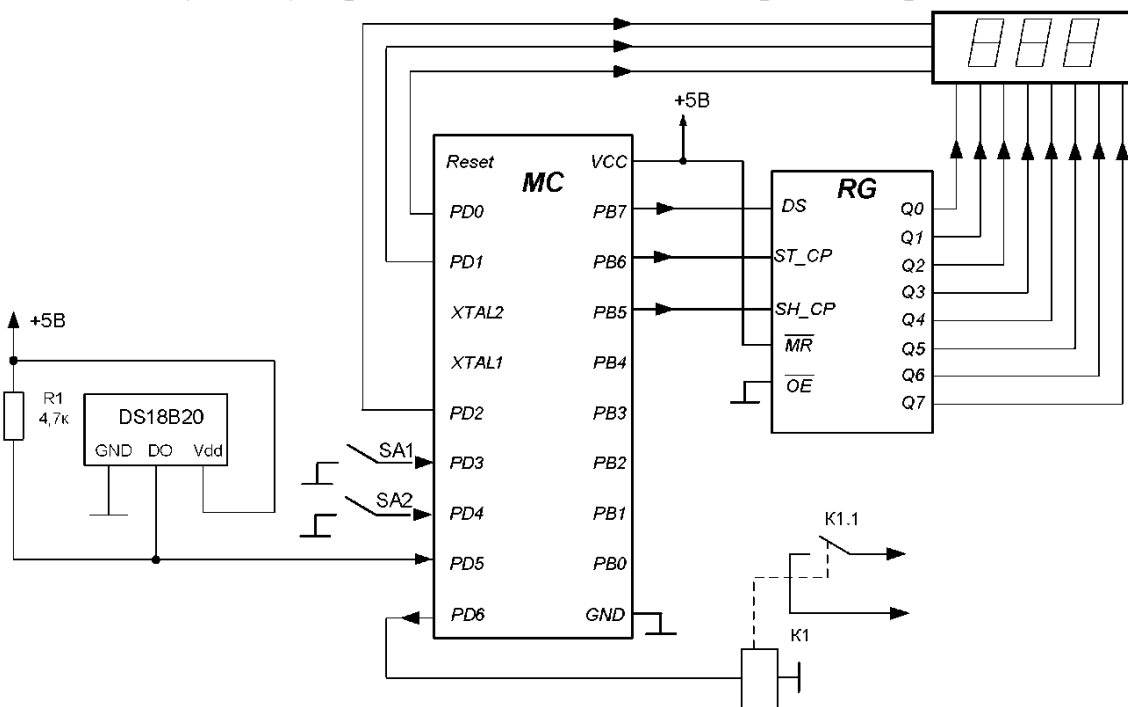 +5В
Reset
VCC
MC
RG
PD0
PB7
DS
Q0
PD1
PB6
ST_CP
Q1
Q2
XTAL2
PB5
SH_CP
Q3
+5В
Q4
XTAL1
PB4
MR
Q5
R1
4,7к
DS18B20
PD2
PB3
OE
Q6
Q7
GND DO Vdd
SA1
PD3
PB2
SA2
PD4
PB1
K1.1
PD5
PB0
PD6
GND
K1